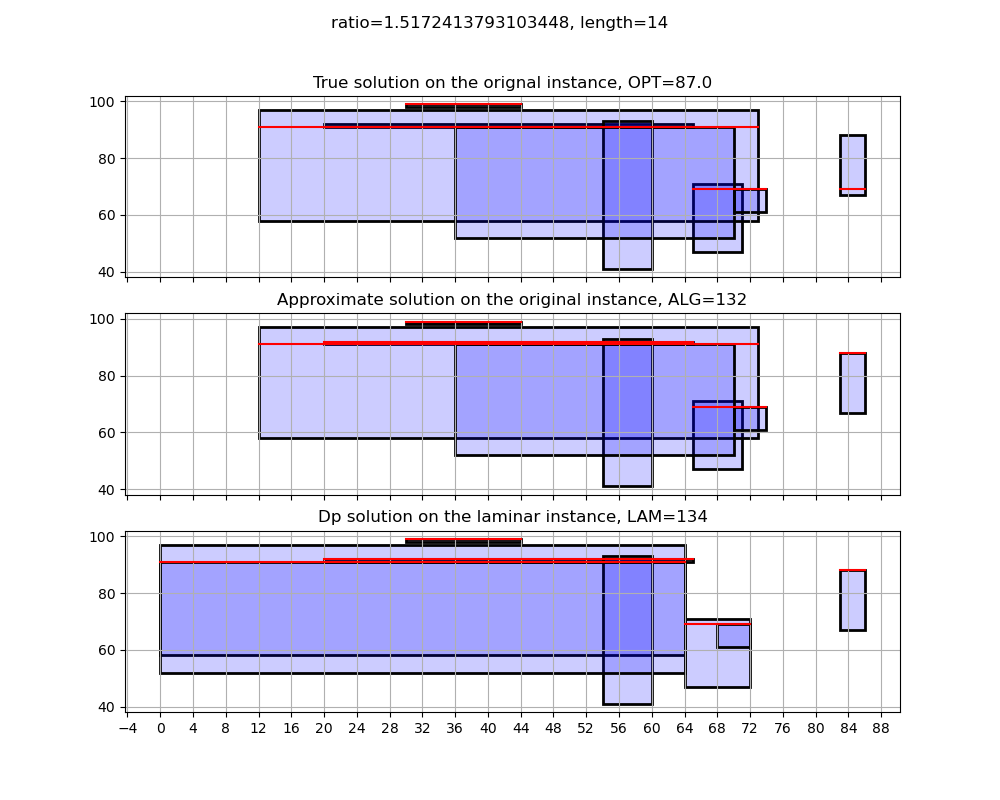 ratio=1.5172413793103448, length=14
True solution on the orignal instance, OPT=87.0
100
80
60
40
Approximate solution on the original instance, ALG=132
100
80
60
40
Dp solution on the laminar instance, LAM=134
100
80
60
40
−4 0 4 8 12 16 20 24 28 32 36 40 44 48 52 56 60 64 68 72 76 80 84 88